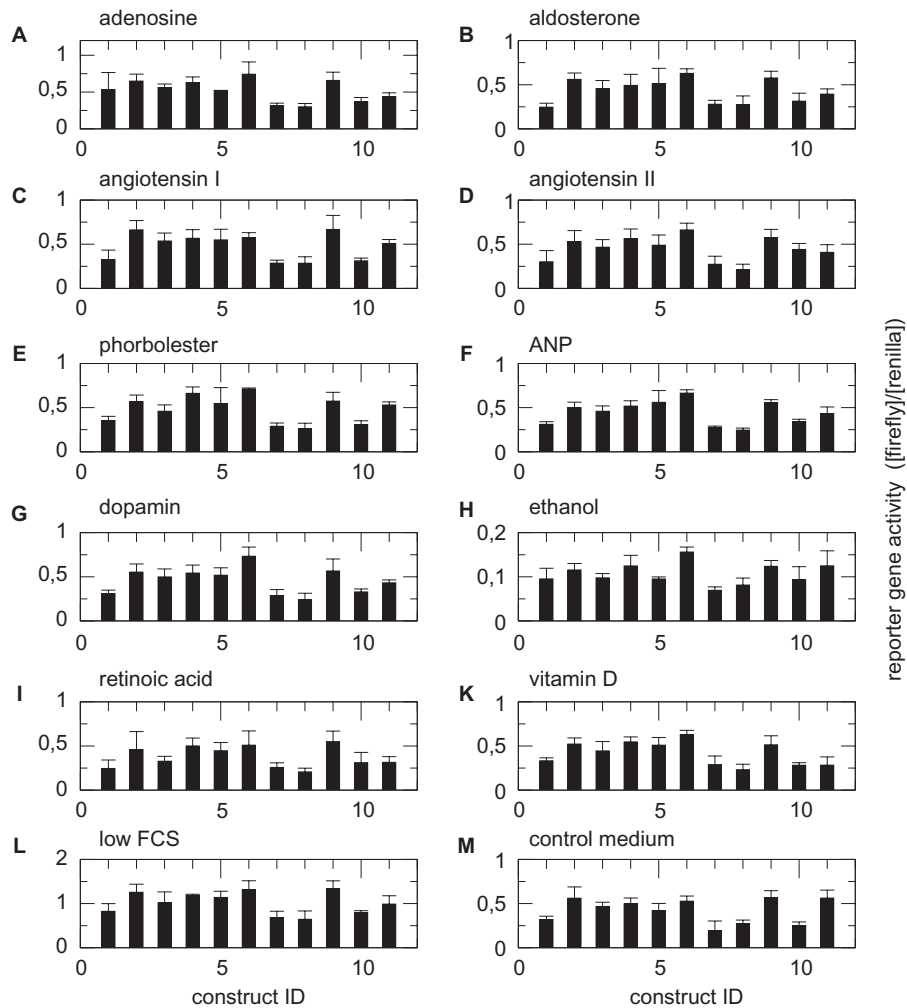 A adenosine
1
0,5
0
0 5 10
B aldosterone
1
0,5
0
0 5 10
C angiotensin I
1
0,5
0
0 5 10
D angiotensin II
1
0,5
0
0 5 10
E phorbolester
1
0,5
0
0 5 10
F ANP
1
0,5
0
0 5 10
G dopamin
1
0,5
0
0 5 10
H ethanol
0,2
0,1
0
0 5 10
I retinoic acid
1
0,5
0
0 5 10
K vitamin D
1
0,5
0
0 5 10
L low FCS
2
1
0
0 5 10
construct ID
M control medium
1
0,5
0
0 5 10
construct ID
reporter gene activity ([firefly]/[renilla])